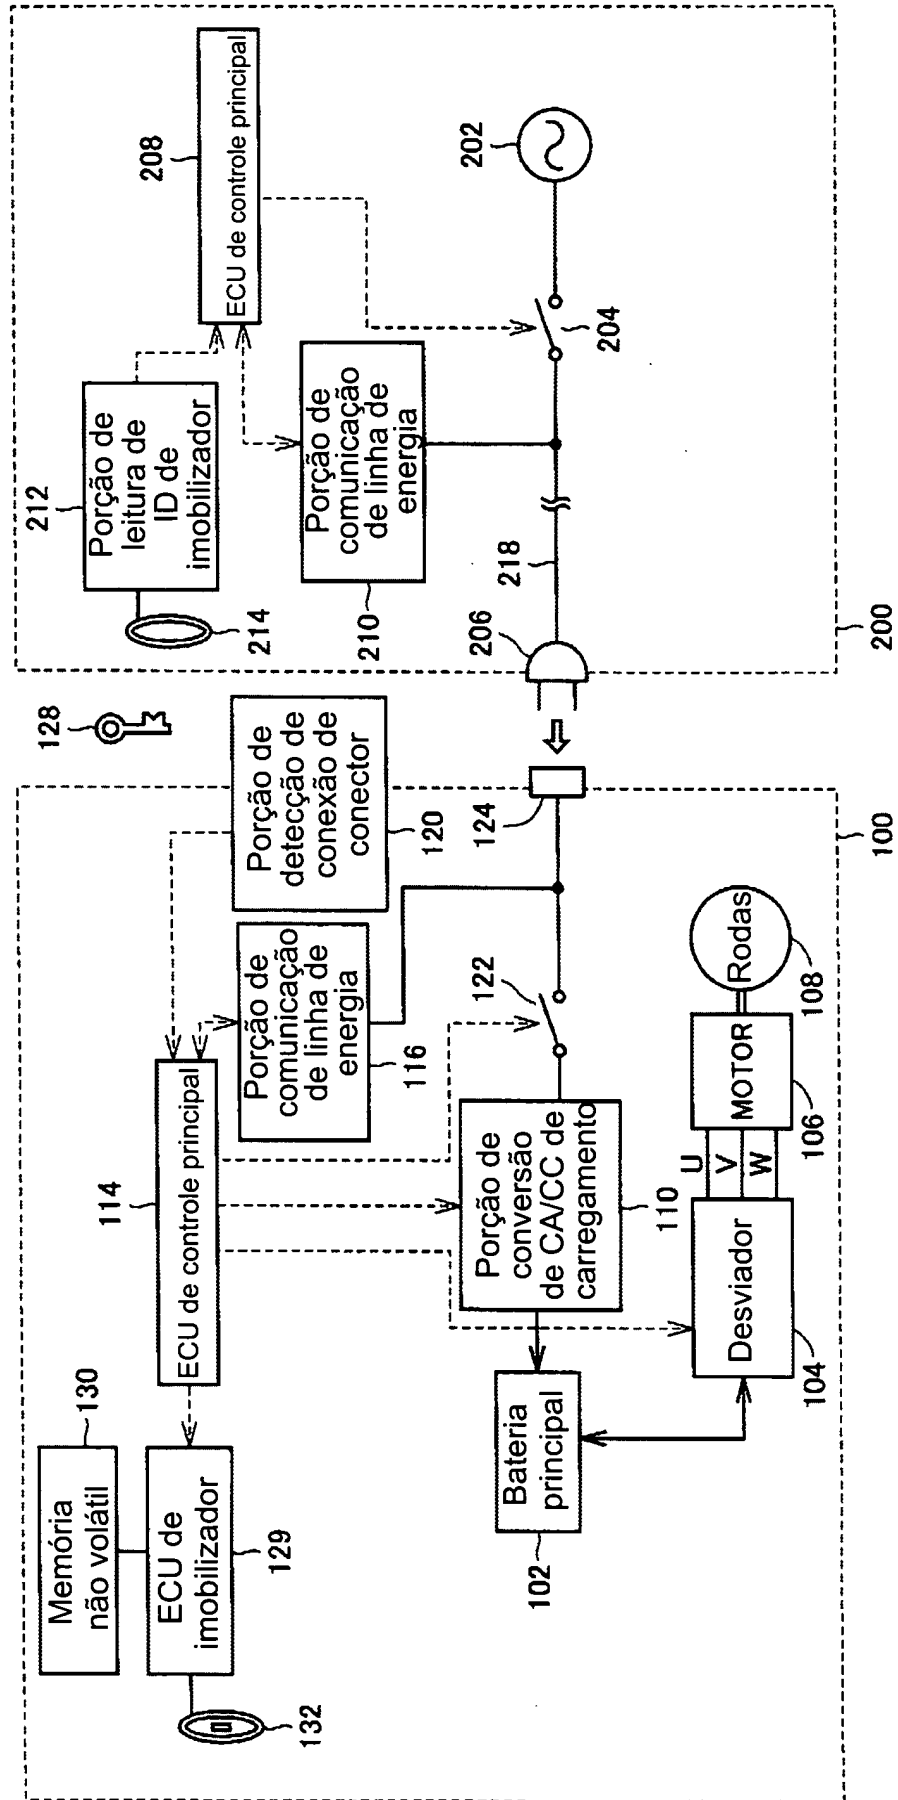 130
Memória
não volátil
ECU de
imobilizador
129
132
114
ECU de controle principal
Porção de
comunicação
de linha de
energia
116
Porção de
detecção de
conexão de
conector
120
128
Porção de
conversão
de CA/CC de
carregamento
110
122
124
Bateria
principal
102
Desviador
104
U
V
W
MOTOR
106
Rodas
108
100
212
Porção de
leitura de
ID de
imobilizador
214
208
ECU de controle principal
Porção de
comunicação
de linha de
energia
210
206
218
204
202
200